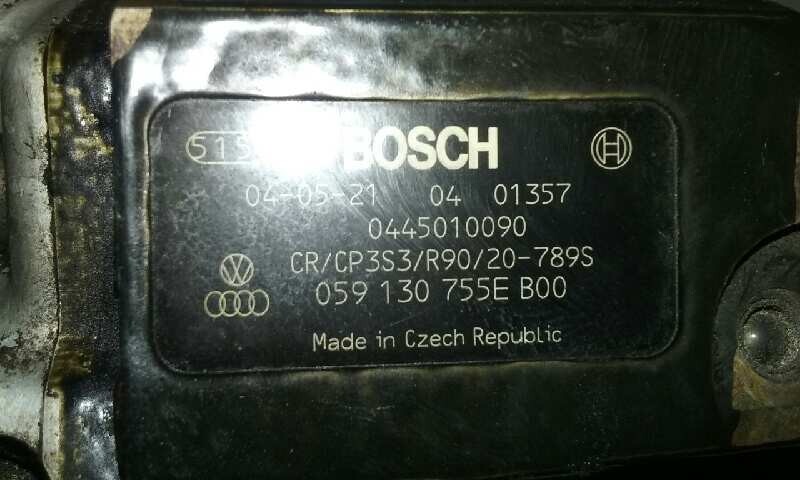 515 BOSCH
04-05-21 04 01357
0445010090
CR/CP3S3/R90/20-789S
059 130 755E B00
Made in Czech Republic